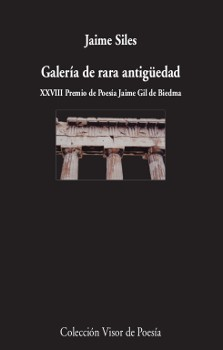 Jaime Siles
Galería de rara antigüedad
XXVIII Premio de Poesía Jaime Gil de Biedma
Colección Visor de Poesía